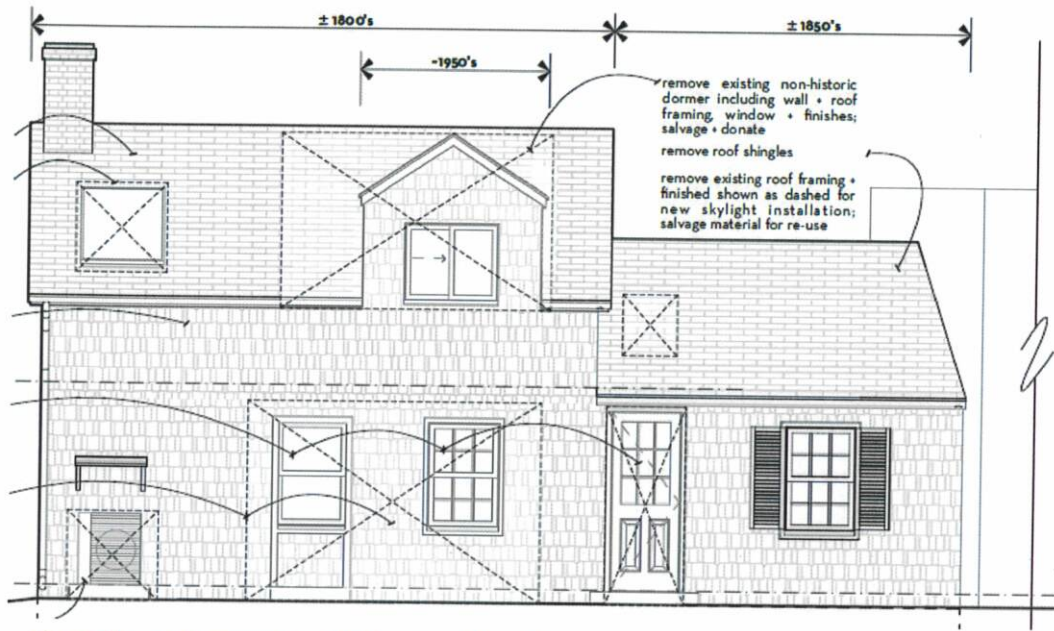 ±1800's
±1850's
~1950's
remove existing non-historic
dormer including wall + roof
framing, window + finishes;
salvage + donate
remove roof shingles
remove existing roof framing +
finished shown as dashed for
new skylight installation;
salvage material for re-use